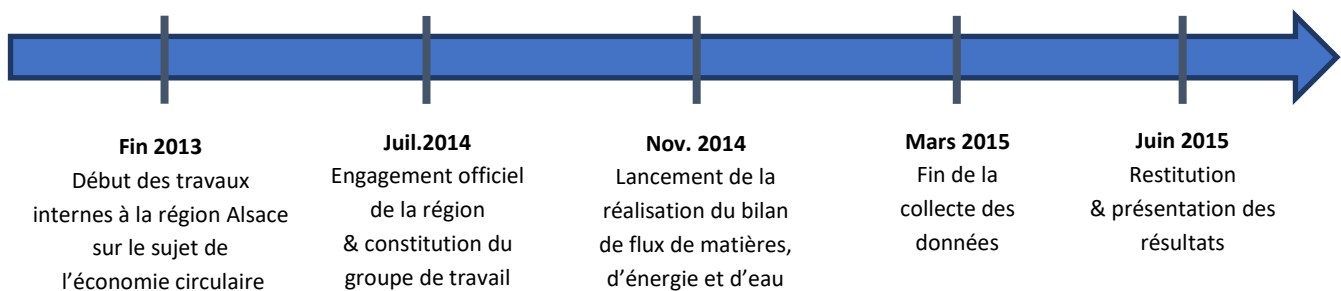 Fin 2013
Début des travaux
internes à la région Alsace
sur le sujet de
l’économie circulaire
Juil.2014
Engagement officiel
de la région
& constitution du
groupe de travail
Nov. 2014
Lancement de la
réalisation du bilan
de flux de matières,
d’énergie et d’eau
Mars 2015
Fin de la
collecte des
données
Juin 2015
Restitution
& présentation des
résultats